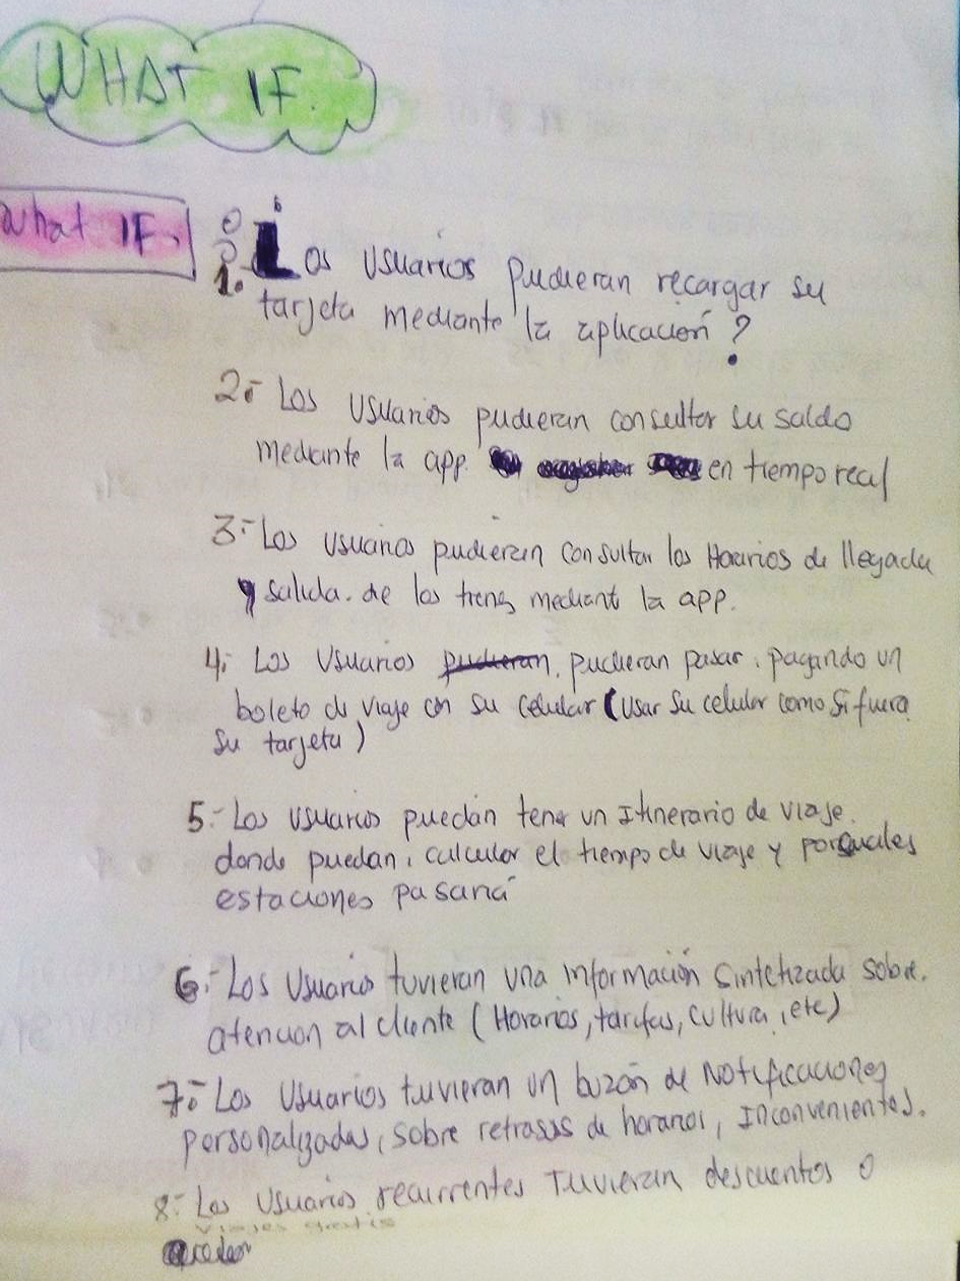 WHAT IF.
What IF.
¿
1.- Los usuarios pudieran recargar su
tarjeta mediante la aplicación?
2.- Los usuarios pudieran consultar su saldo
mediante la app en tiempo real
3.- Los usuarios pudieran consultar los Horarios de llegada
y salida. de los trenes mediant la app.
4.- Los Usuarios pudieran pudieran pasar. pagando un
boleto de viaje con su celular (usar su celular como si fuera
su tarjeta)
5.- Los usuarios puedan tener un Itinerario de viaje.
donde puedan, calcular el tiempo de viaje y por cuales
estaciones pasaría
6.- Los Usuarios tuvieran una información sintetizada sobre.
atencion al cliente (Horarios, tarifas, cultura, etc)
7.- Los Usuarios tuvieran un buzón de Notificaciones
personalizadas, sobre retrasos de horarios, Inconvenientes.
8.- Los Usuarios recurrentes Tuvieran descuentos o
viajes gratis